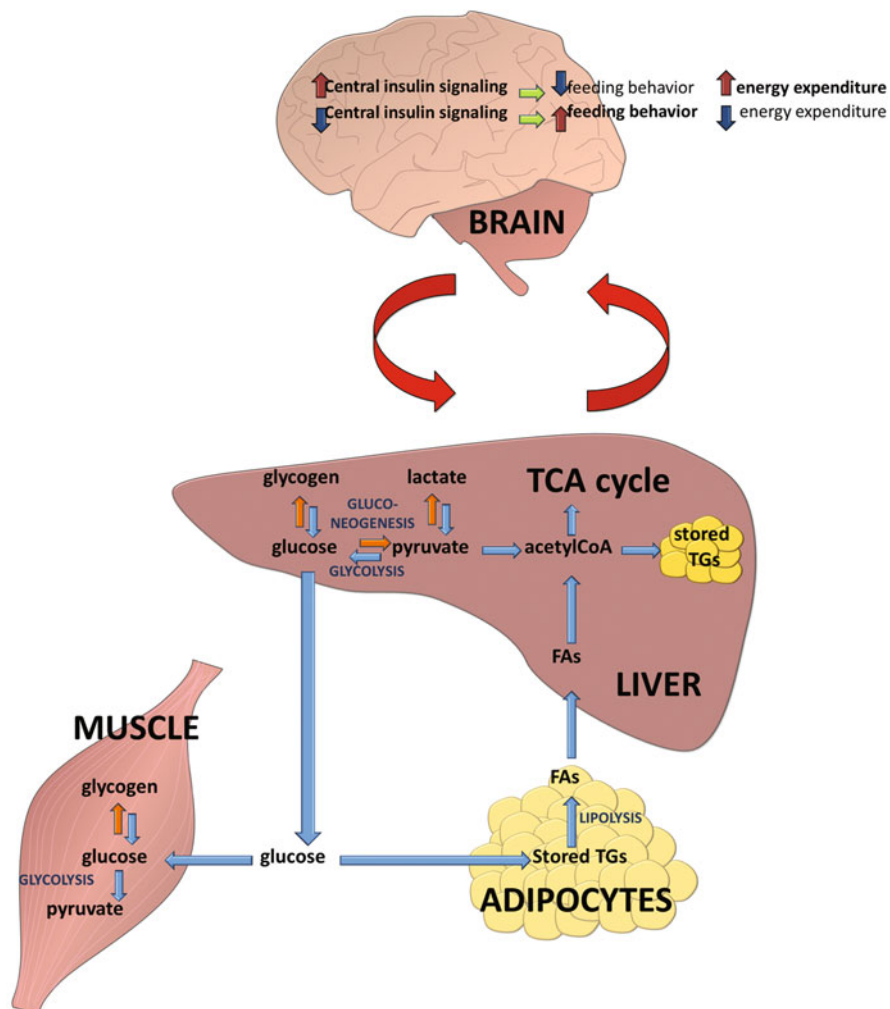 Central insulin signaling feeding behavior energy expenditure
Central insulin signaling feeding behavior energy expenditure
BRAIN
glycogen lactate TCA cycle
GLUCO-
NEOGENESIS
stored
TGs
glucose pyruvate acetylCoA
GLYCOLYSIS
FAs
LIVER
MUSCLE
glycogen
FAs
LIPOLYSIS
glucose glucose Stored TGs
GLYCOLYSIS
pyruvate
ADIPOCYTES